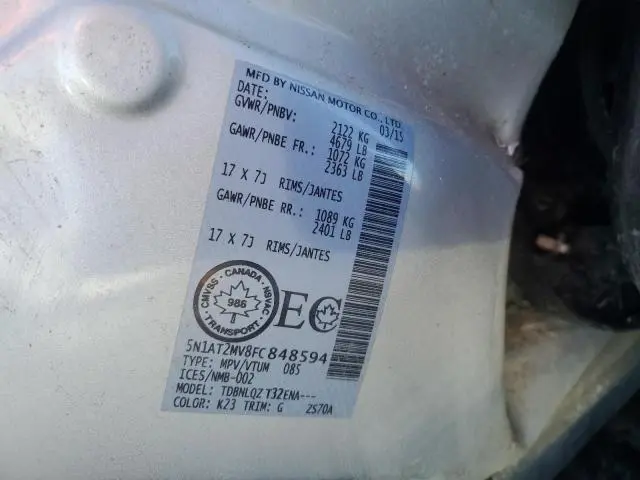 MFD BY NISSAN MOTOR CO., LTD
DATE: 03/15
GVWR/PNBV: 2122 KG
4679 LB
GAWR/PNBE FR.: 1072 KG
2363 LB
17 X 7J RIMS/JANTES
GAWR/PNBE RR.: 1089 KG
2401 LB
17 X 7J RIMS/JANTES
CMVSS - CANADA - NSVAC
986
TRANSPORT
EC
5N1AT2MV8FC848594
TYPE: MPV/VTUM 085
ICES/NMB-002
MODEL: TDBNLQZ T32ENA---
COLOR: K23 TRIM: G ZS70A